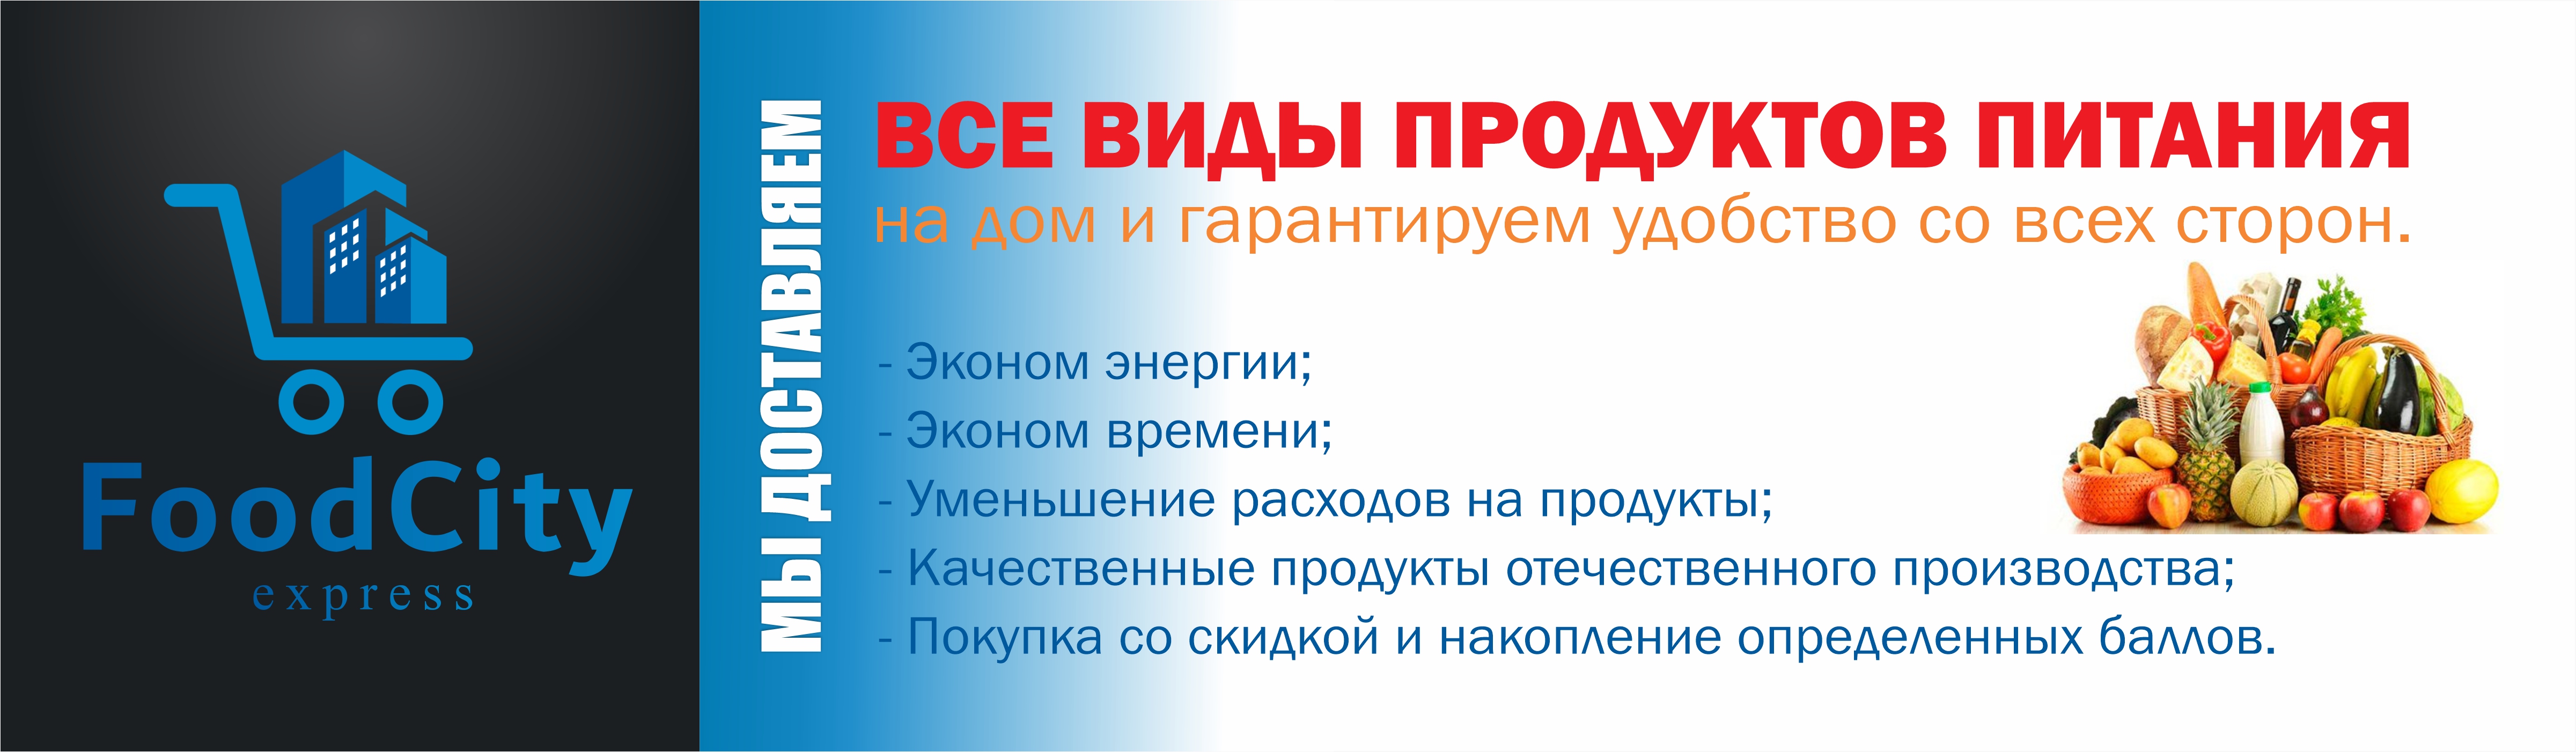 FoodCity
express
МЫ ДОСТАВЛЯЕМ
ВСЕ ВИДЫ ПРОДУКТОВ ПИТАНИЯ
на дом и гарантируем удобство со всех сторон.
- Эконом энергии;
- Эконом времени;
- Уменьшение расходов на продукты;
- Качественные продукты отечественного производства;
- Покупка со скидкой и накопление определенных баллов.